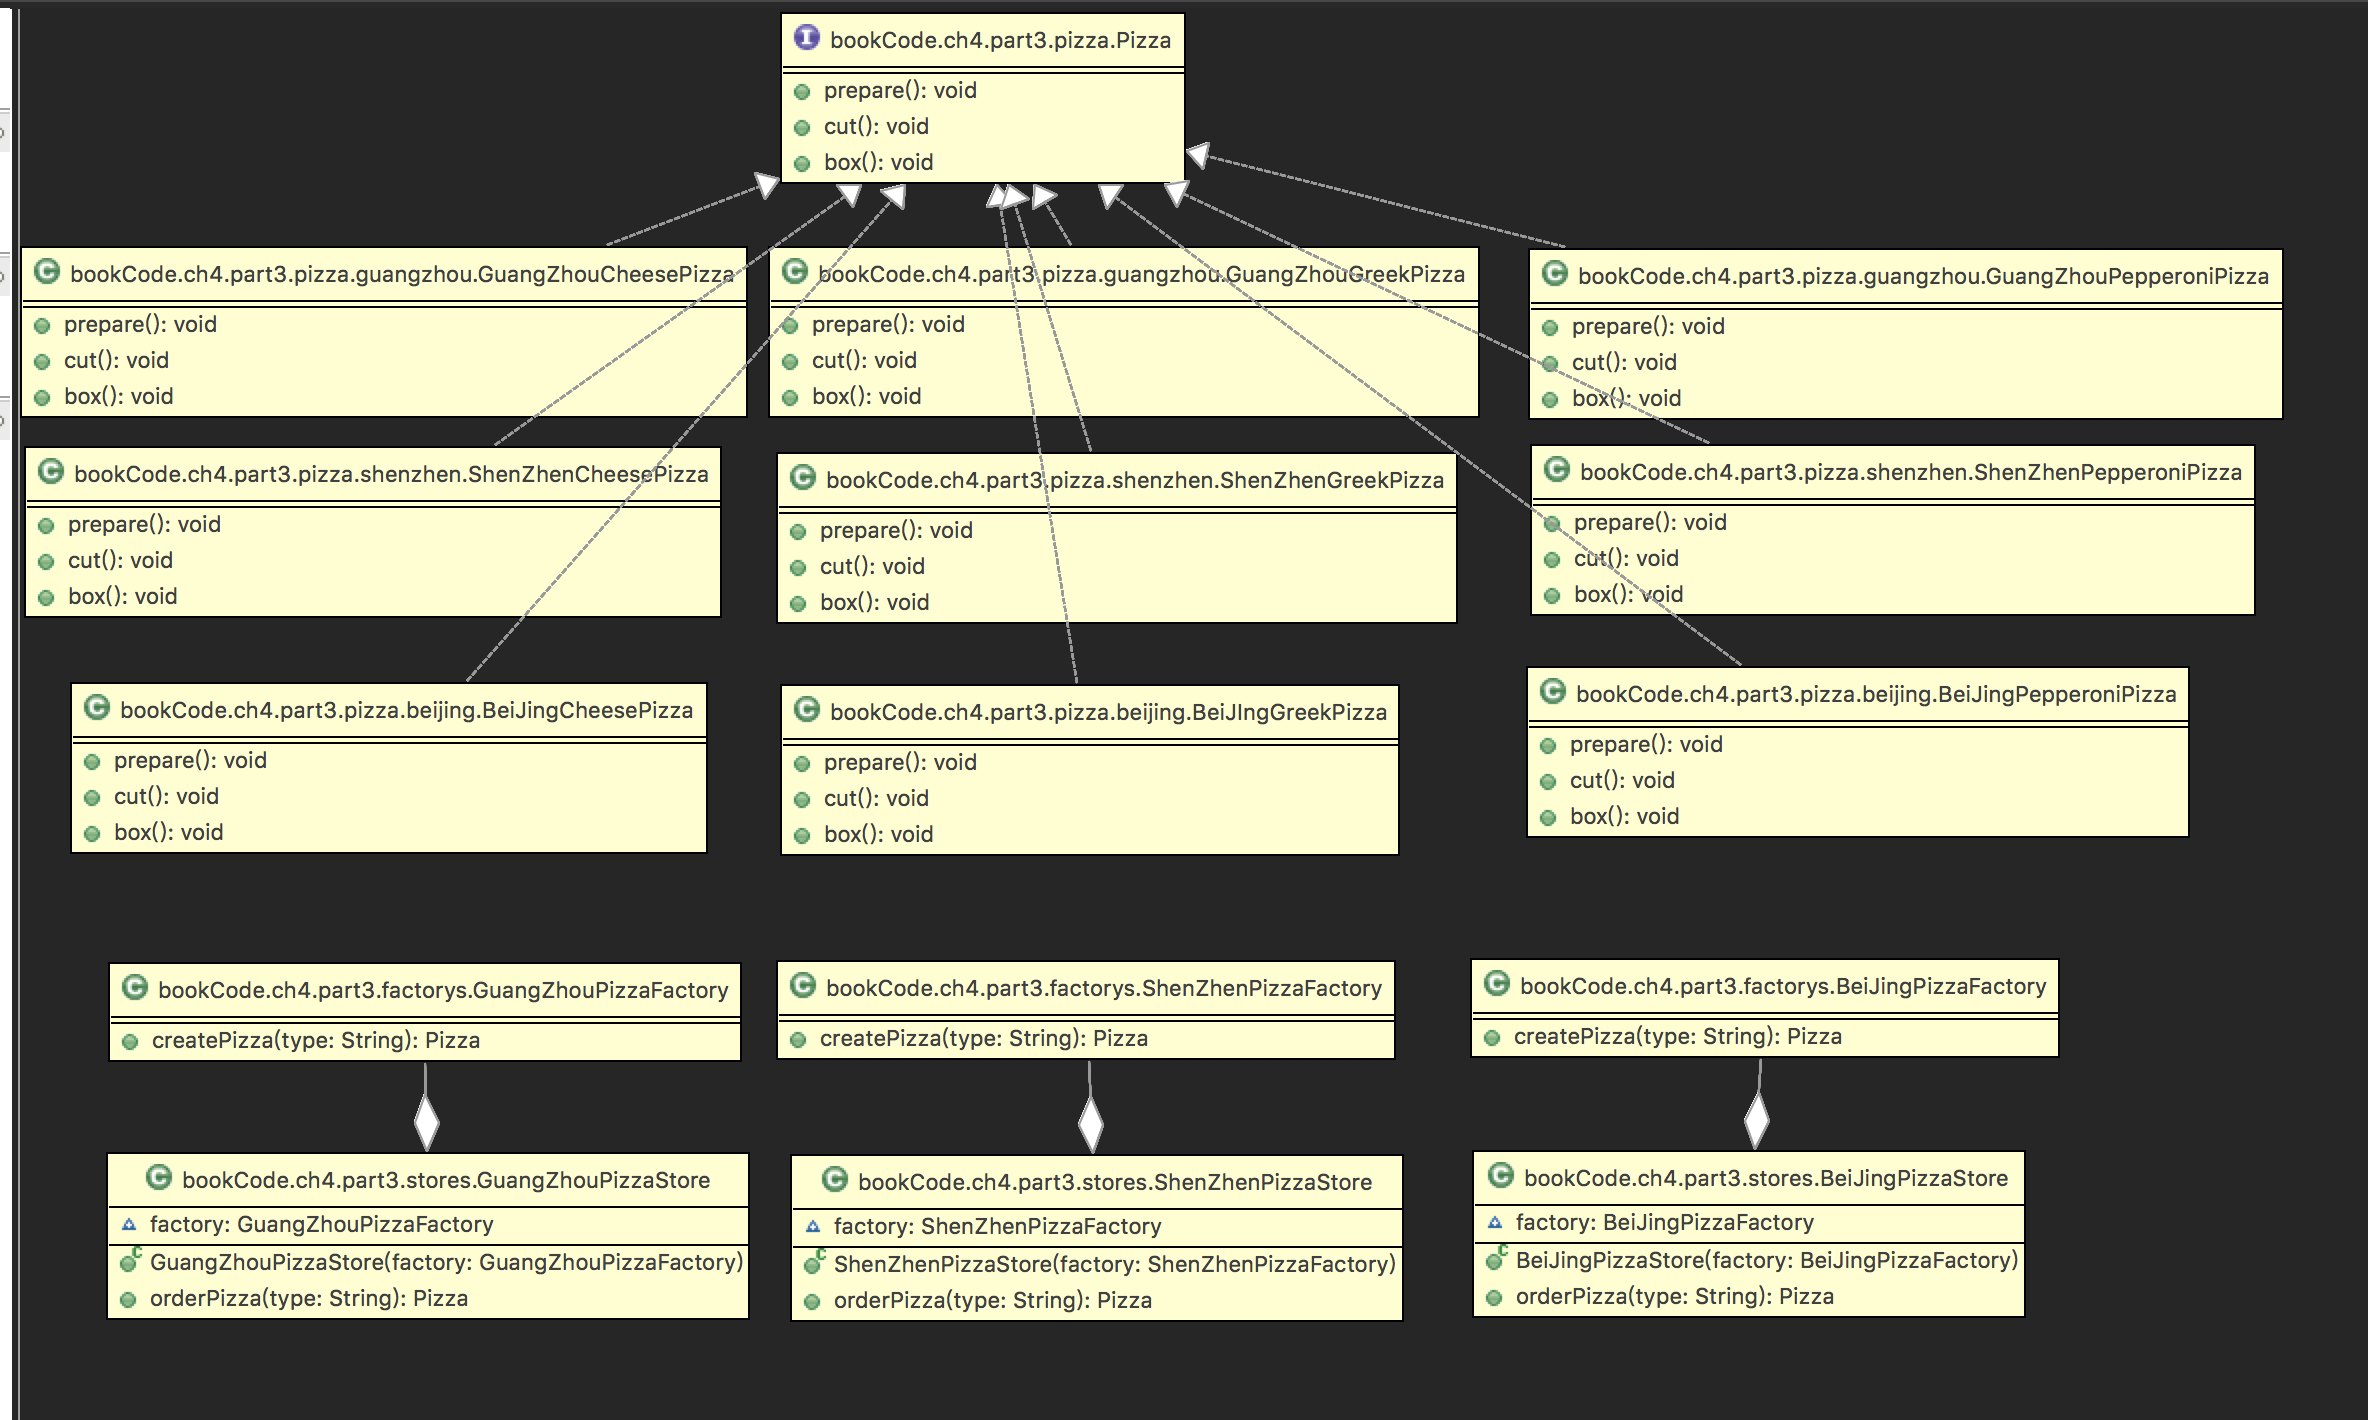 bookCode.ch4.part3.pizza.Pizza
prepare(): void
cut(): void
box(): void
bookCode.ch4.part3.pizza.guangzhou.GuangZhouCheesePizza
prepare(): void
cut(): void
box(): void
bookCode.ch4.part3.pizza.guangzhou.GuangZhouGreekPizza
prepare(): void
cut(): void
box(): void
bookCode.ch4.part3.pizza.guangzhou.GuangZhouPepperoniPizza
prepare(): void
cut(): void
box(): void
bookCode.ch4.part3.pizza.shenzhen.ShenZhenCheesePizza
prepare(): void
cut(): void
box(): void
bookCode.ch4.part3.pizza.shenzhen.ShenZhenGreekPizza
prepare(): void
cut(): void
box(): void
bookCode.ch4.part3.pizza.shenzhen.ShenZhenPepperoniPizza
prepare(): void
cut(): void
box(): void
bookCode.ch4.part3.pizza.beijing.BeiJingCheesePizza
prepare(): void
cut(): void
box(): void
bookCode.ch4.part3.pizza.beijing.BeiJIngGreekPizza
prepare(): void
cut(): void
box(): void
bookCode.ch4.part3.pizza.beijing.BeiJingPepperoniPizza
prepare(): void
cut(): void
box(): void
bookCode.ch4.part3.factorys.GuangZhouPizzaFactory
createPizza(type: String): Pizza
bookCode.ch4.part3.factorys.ShenZhenPizzaFactory
createPizza(type: String): Pizza
bookCode.ch4.part3.factorys.BeiJingPizzaFactory
createPizza(type: String): Pizza
bookCode.ch4.part3.stores.GuangZhouPizzaStore
factory: GuangZhouPizzaFactory
GuangZhouPizzaStore(factory: GuangZhouPizzaFactory)
orderPizza(type: String): Pizza
bookCode.ch4.part3.stores.ShenZhenPizzaStore
factory: ShenZhenPizzaFactory
ShenZhenPizzaStore(factory: ShenZhenPizzaFactory)
orderPizza(type: String): Pizza
bookCode.ch4.part3.stores.BeiJingPizzaStore
factory: BeiJingPizzaFactory
BeiJingPizzaStore(factory: BeiJingPizzaFactory)
orderPizza(type: String): Pizza